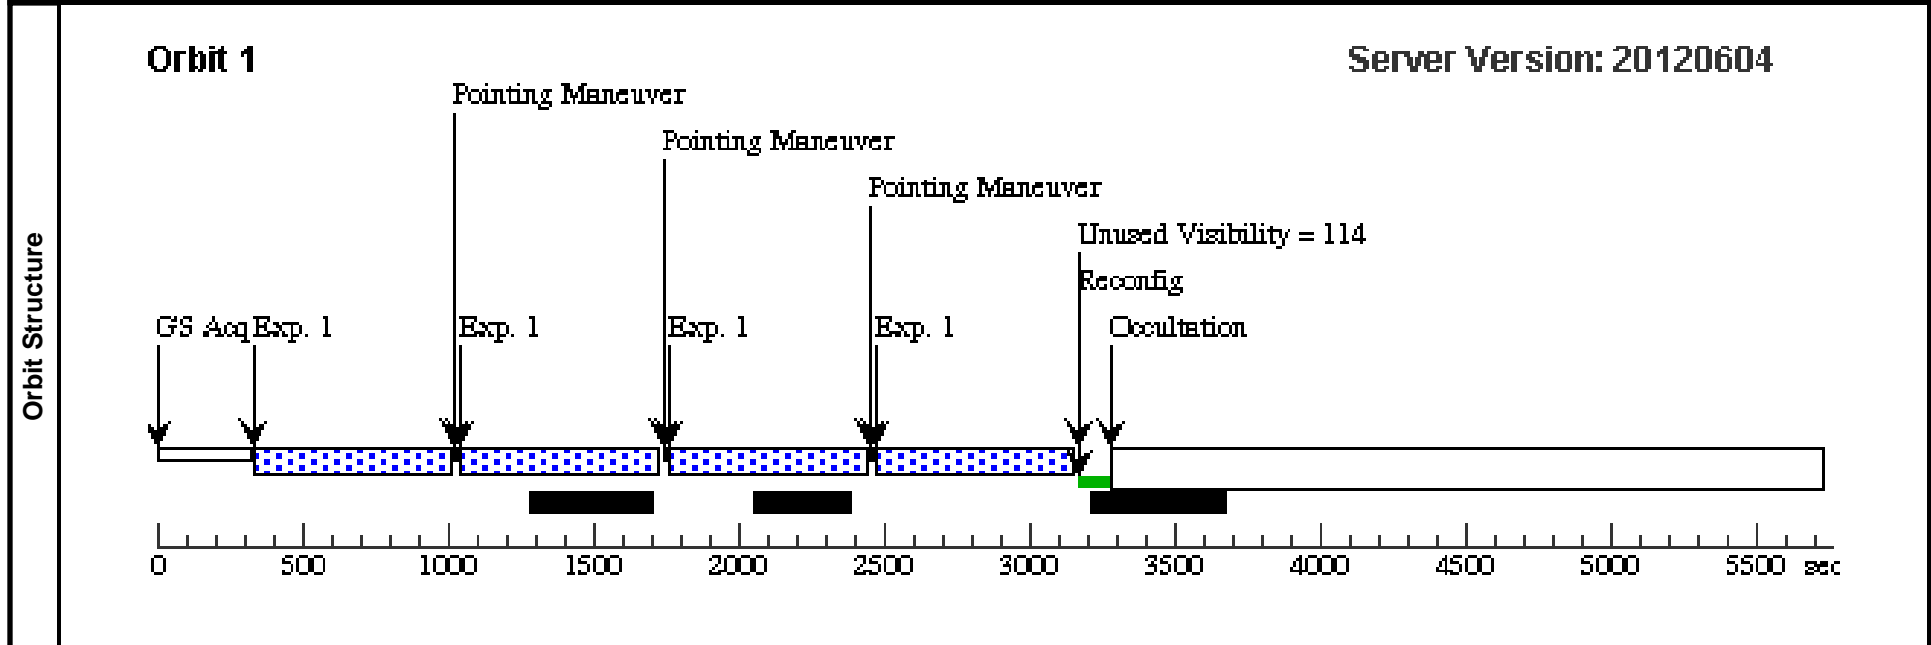 Orbit Structure
Orbit 1 Server Version: 20120604
Pointing Maneuver
Pointing Maneuver
Pointing Maneuver
Unused Visibility = 114
Reconfig
GS Acq Exp. 1 Exp. 1 Exp. 1 Exp. 1 Occultation
0 500 1000 1500 2000 2500 3000 3500 4000 4500 5000 5500 sec